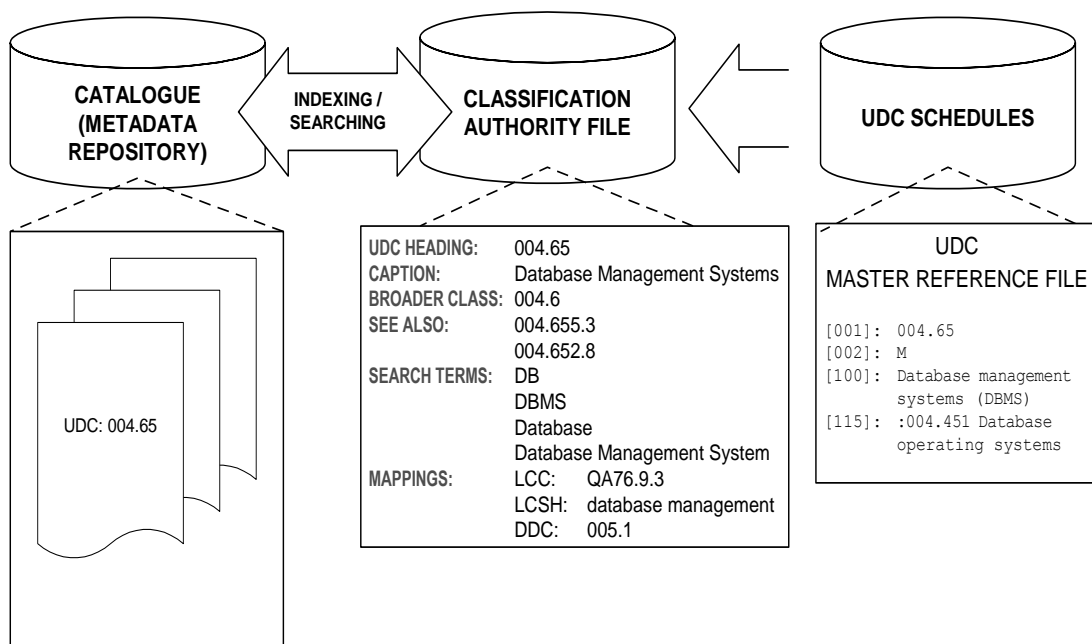 CATALOGUE
(METADATA
REPOSITORY)
INDEXING /
SEARCHING
CLASSIFICATION
AUTHORITY FILE
UDC SCHEDULES
UDC: 004.65
UDC HEADING: 004.65
CAPTION: Database Management Systems
BROADER CLASS: 004.6
SEE ALSO: 004.655.3
004.652.8
SEARCH TERMS: DB
DBMS
Database
Database Management System
MAPPINGS: LCC: QA76.9.3
LCSH: database management
DDC: 005.1
UDC
MASTER REFERENCE FILE
[001]: 004.65
[002]: M
[100]: Database management
systems (DBMS)
[115]: :004.451 Database
operating systems